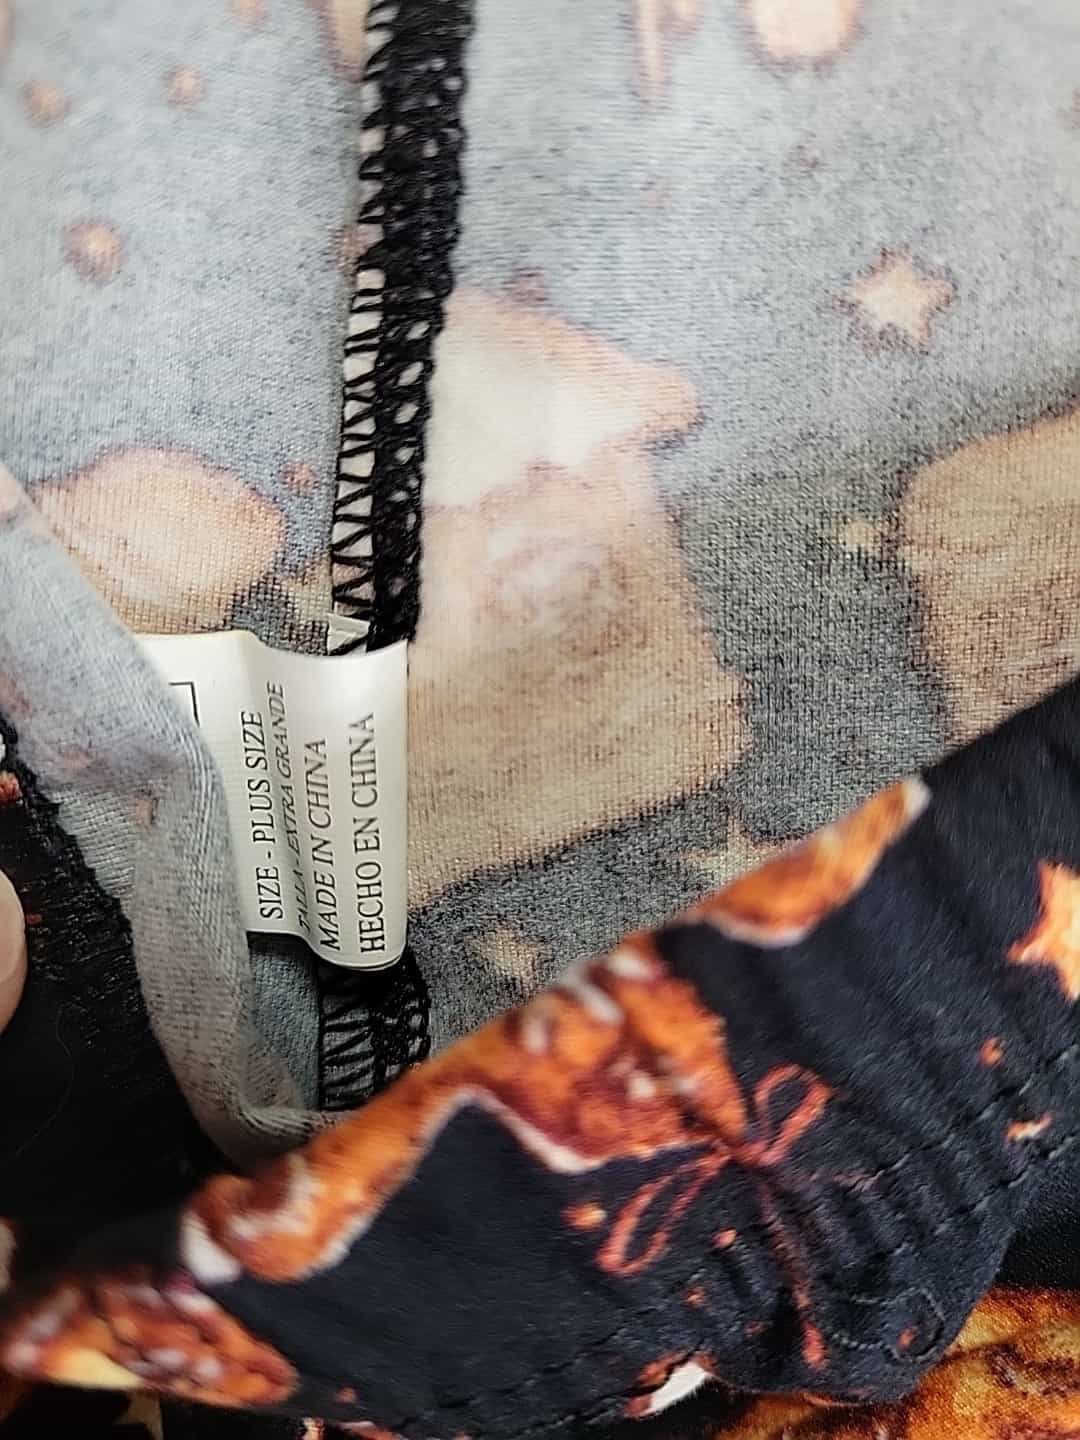 SIZE - PLUS SIZE
TALLA - EXTRA GRANDE
MADE IN CHINA
HECHO EN CHINA